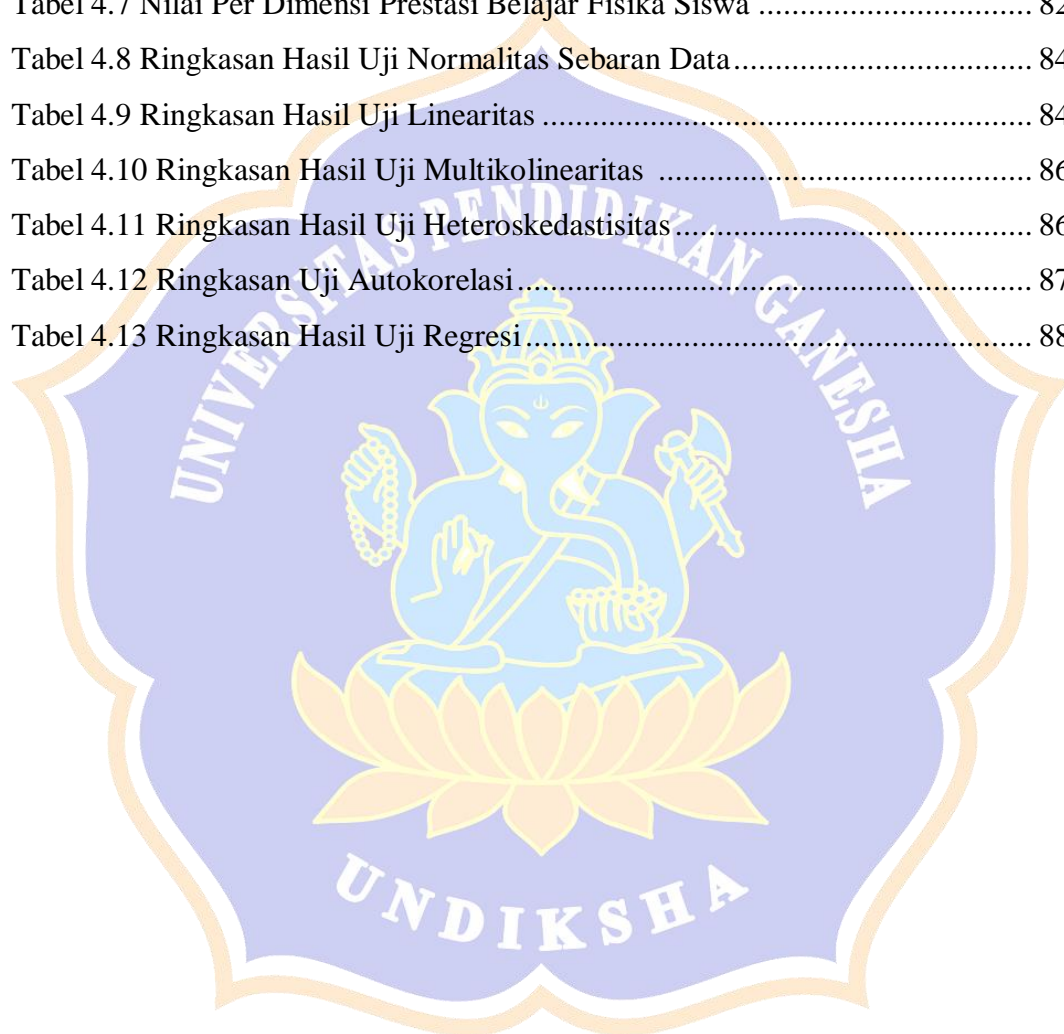 Tabel 4.7 Nilai Per Dimensi Prestasi Belajar Fisika Siswa ................................ 82
Tabel 4.8 Ringkasan Hasil Uji Normalitas Sebaran Data................................... 84
Tabel 4.9 Ringkasan Hasil Uji Linearitas ......................................................... 84
Tabel 4.10 Ringkasan Hasil Uji Multikolinearitas ........................................... 86
Tabel 4.11 Ringkasan Hasil Uji Heteroskedastisitas......................................... 86
Tabel 4.12 Ringkasan Uji Autokorelasi............................................................ 87
Tabel 4.13 Ringkasan Hasil Uji Regresi........................................................... 88
UNIVERSITAS PENDIDIKAN GANESHA
UNDIKSHA